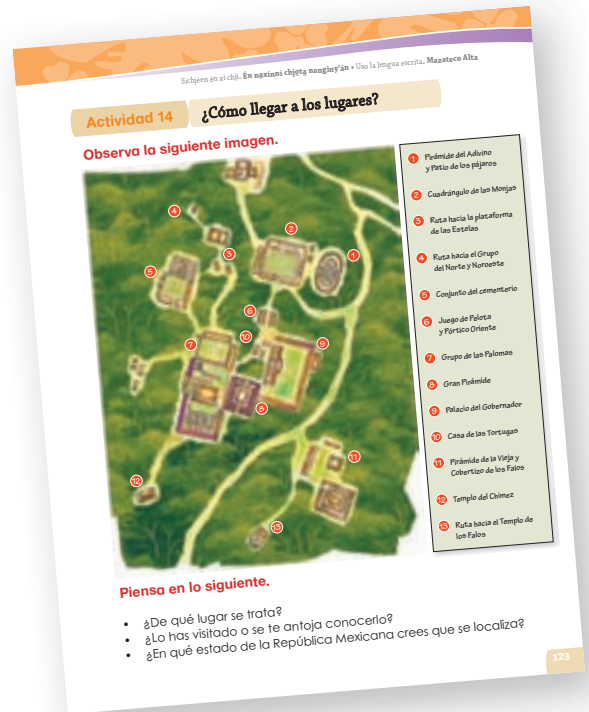 Sichjeen én xi chji. Én naxinni chjota nanginy'án • Uso la lengua escrita. Mazateco Alta
Actividad 14
¿Cómo llegar a los lugares?
Observa la siguiente imagen.
4
2
3
1
5
6
10
7
9
8
11
12
13
1 Pirámide del Adivino
y Patio de los pájaros
2 Cuadrángulo de las Monjas
3 Ruta hacia la plataforma
de las Estelas
4 Ruta hacia el Grupo
del Norte y Noroeste
5 Conjunto del cementerio
6 Juego de Pelota
y Pórtico Oriente
7 Grupo de las Palomas
8 Gran Pirámide
9 Palacio del Gobernador
10 Casa de las Tortugas
11 Pirámide de la Vieja y
Cobertizo de los Falos
12 Templo del Chimez
13 Ruta hacia el Templo de
los Falos
Piensa en lo siguiente.
• ¿De qué lugar se trata?
• ¿Lo has visitado o se te antoja conocerlo?
• ¿En qué estado de la República Mexicana crees que se localiza?
123